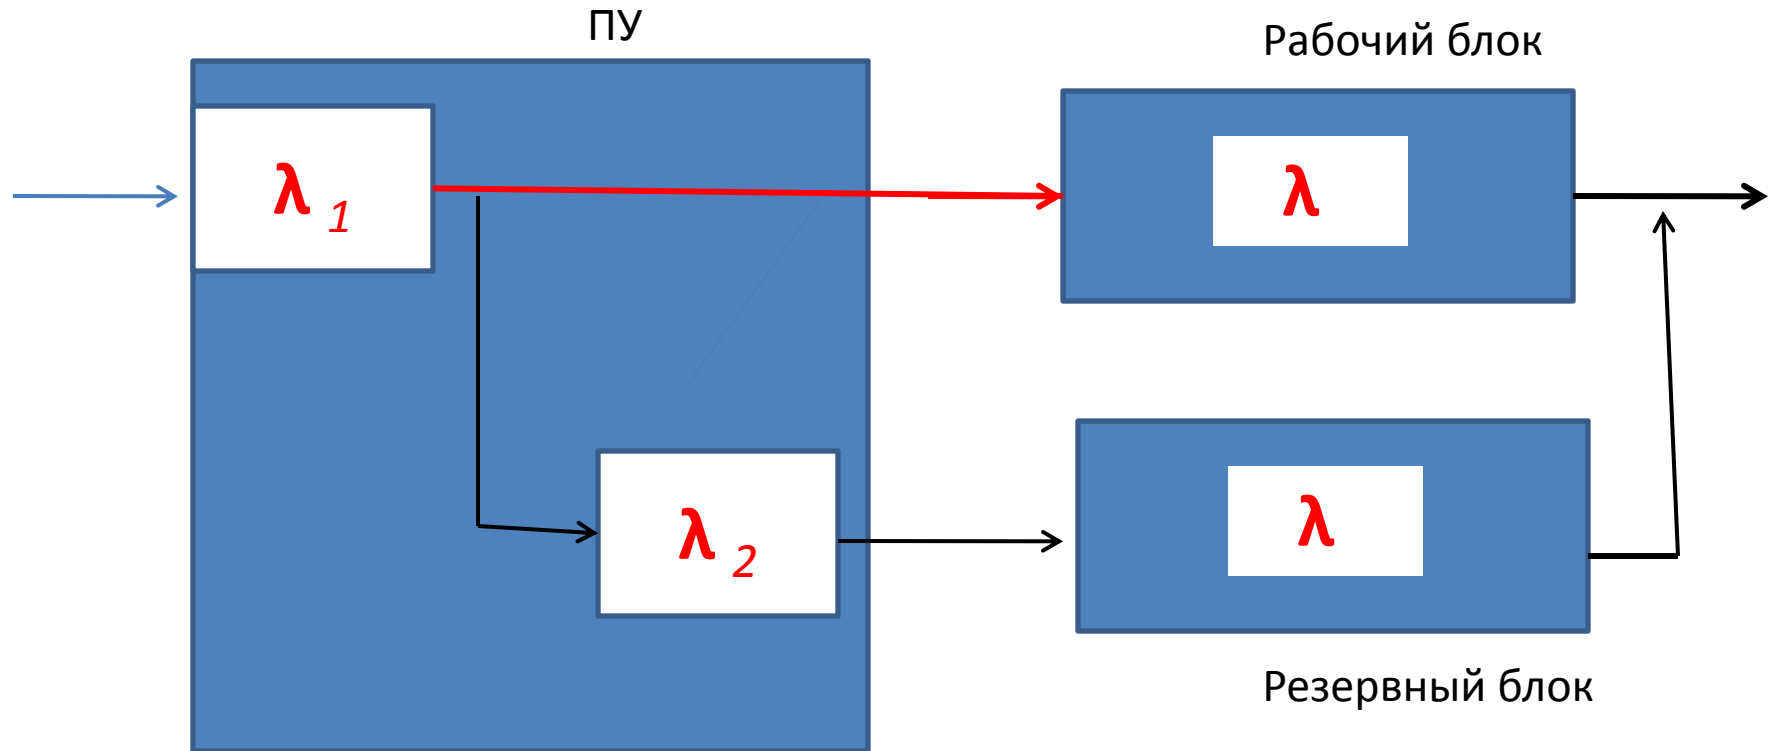 ПУ
Рабочий блок
λ 1
λ
λ 2
λ
Резервный блок